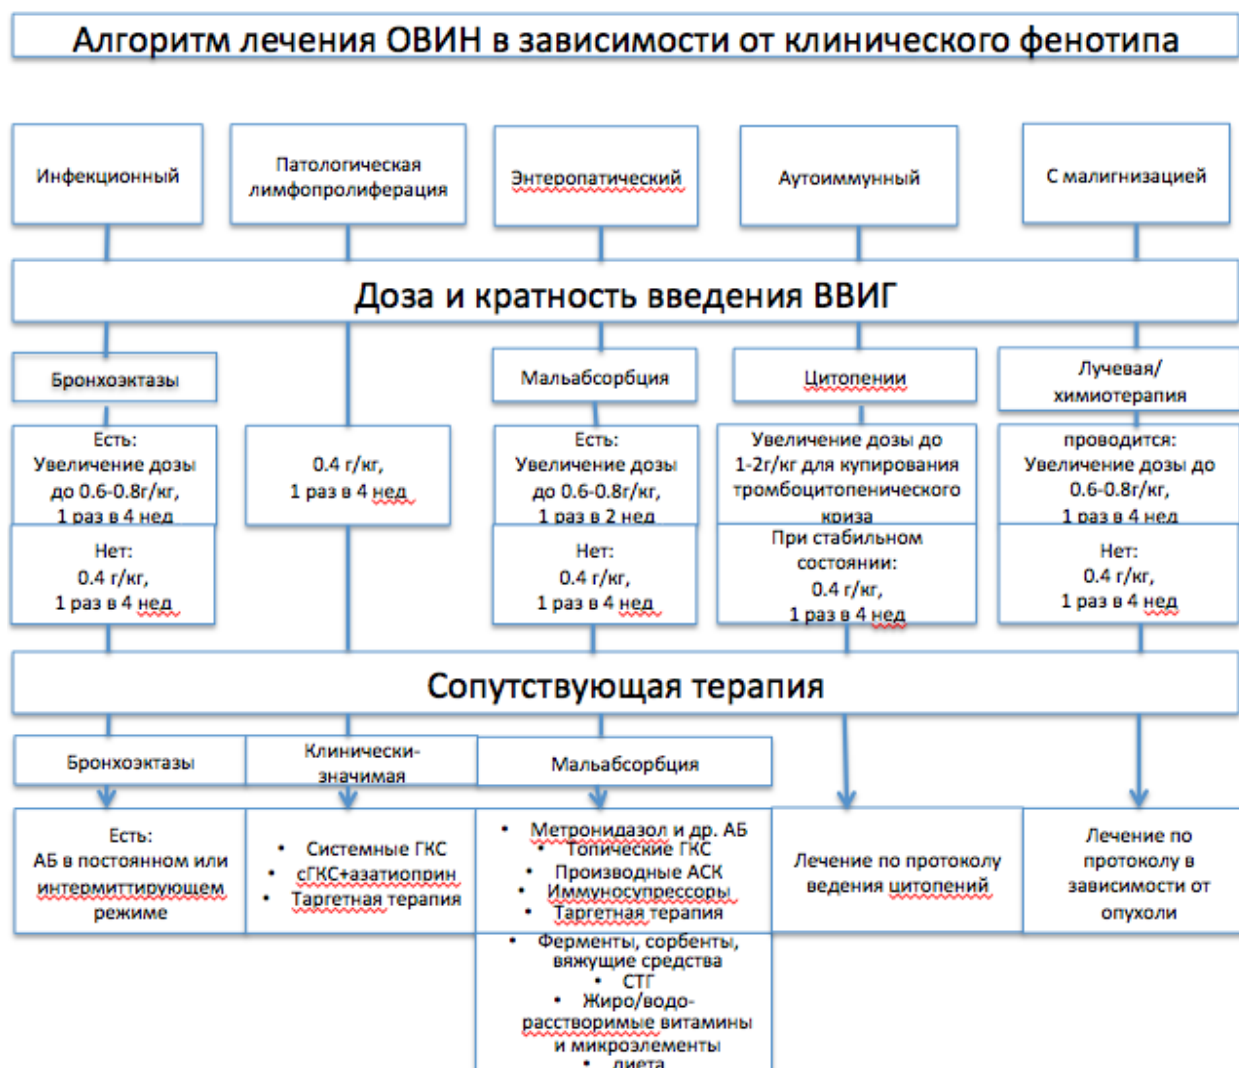 Алгоритм лечения ОВИН в зависимости от клинического фенотипа
Инфекционный
Патологическая
лимфопролиферация
Энтеропатический
Аутоиммунный
С малигнизацией
Доза и кратность введения ВВИГ
Бронхоэктазы
Мальабсорбция
Цитопении
Лучевая/
химиотерапия
Есть:
Увеличение дозы
до 0.6-0.8г/кг,
1 раз в 4 нед
0.4 г/кг,
1 раз в 4 нед
Есть:
Увеличение дозы
до 0.6-0.8г/кг,
1 раз в 2 нед
Увеличение дозы до
1-2г/кг для купирования
тромбоцитопенического
криза
проводится:
Увеличение дозы до
0.6-0.8г/кг,
1 раз в 4 нед
Нет:
0.4 г/кг,
1 раз в 4 нед
Нет:
0.4 г/кг,
1 раз в 4 нед
При стабильном
состоянии:
0.4 г/кг,
1 раз в 4 нед
Нет:
0.4 г/кг,
1 раз в 4 нед
Сопутствующая терапия
Бронхоэктазы
Клинически-
значимая
Мальабсорбция
Есть:
АБ в постоянном или
интермиттирующем
режиме
• Системные ГКС
• сГКС+азатиоприн
• Таргетная терапия
• Метронидазол и др. АБ
• Топические ГКС
• Производные АСК
• Иммуносупрессоры
• Таргетная терапия
Лечение по протоколу
ведения цитопений
Лечение по
протоколу в
зависимости от
опухоли
• Ферменты, сорбенты,
вяжущие средства
• СТГ
• Жиро/водо-
расстворимые витамины
и микроэлементы
• диета